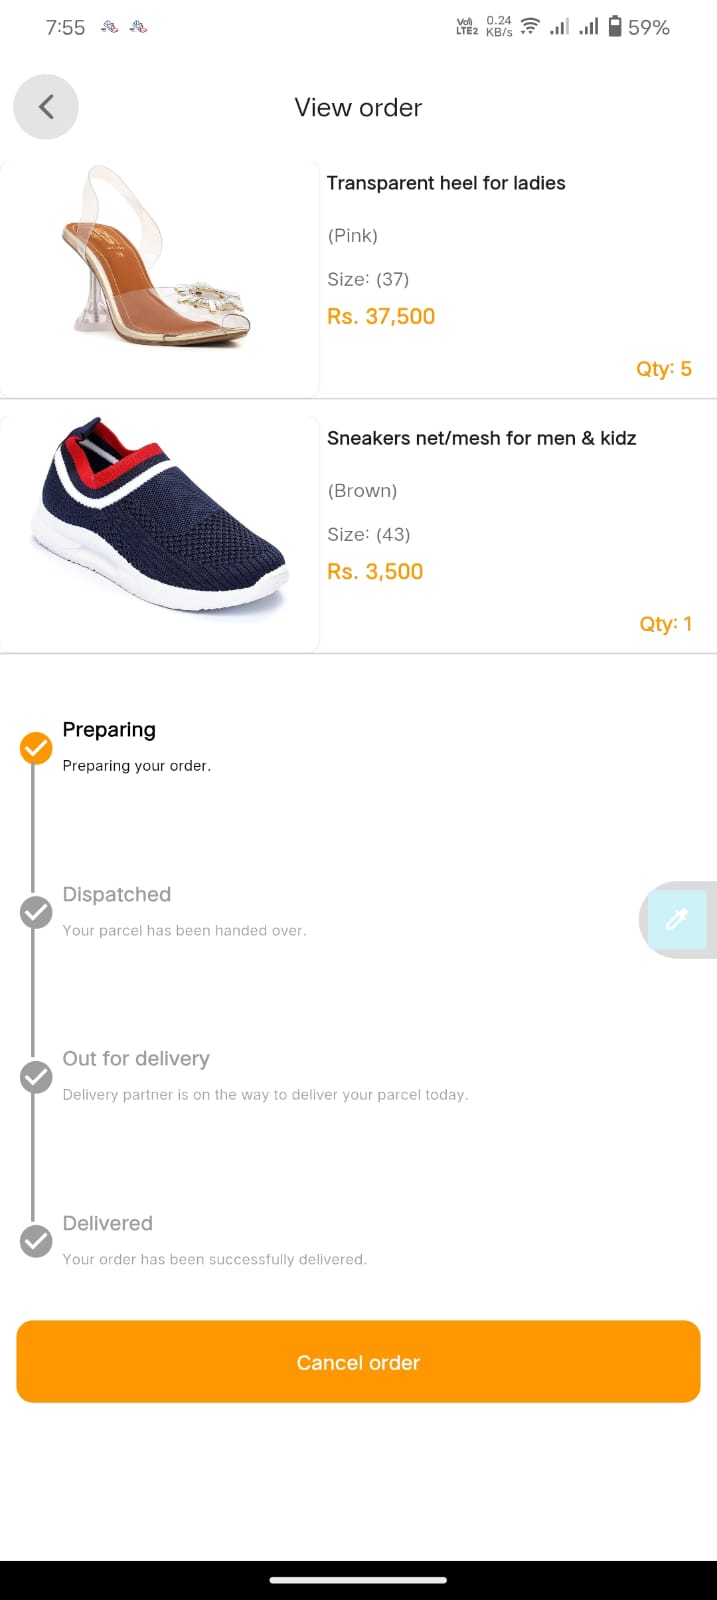 7:55
Vol) LTE2 0.24 KB/s 59%
View order
Transparent heel for ladies
(Pink)
Size: (37)
Rs. 37,500
Qty: 5
Sneakers net/mesh for men & kidz
(Brown)
Size: (43)
Rs. 3,500
Qty: 1
Preparing
Preparing your order.
Dispatched
Your parcel has been handed over.
Out for delivery
Delivery partner is on the way to deliver your parcel today.
Delivered
Your order has been successfully delivered.
Cancel order